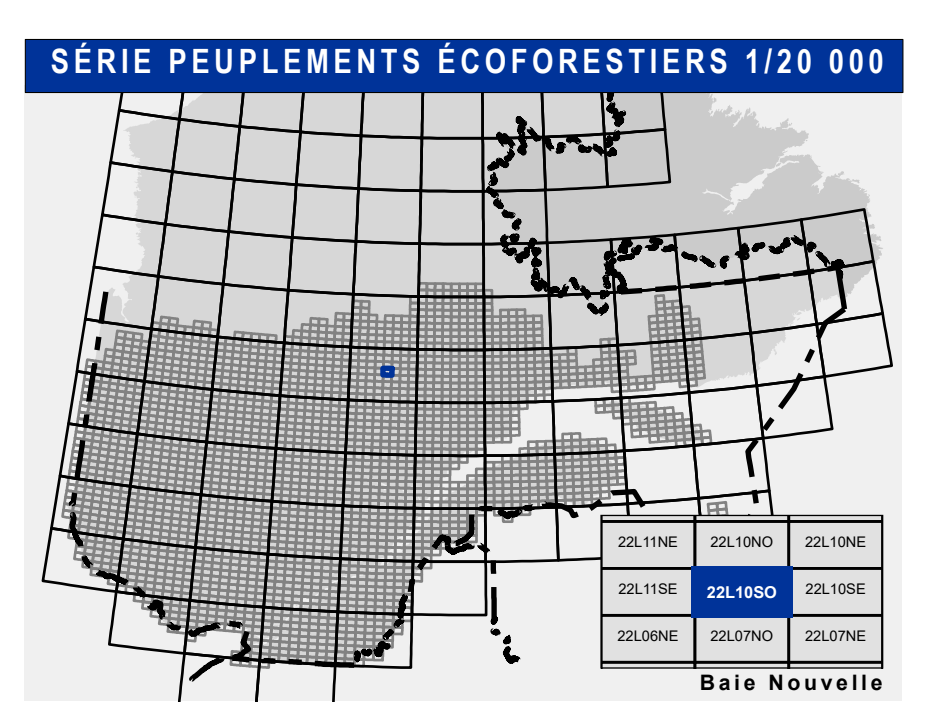 SÉRIE PEUPLEMENTS ÉCOFORESTIERS 1/20 000
22L11NE 22L10NO 22L10NE
22L11SE 22L10SO 22L10SE
22L06NE 22L07NO 22L07NE
Baie Nouvelle